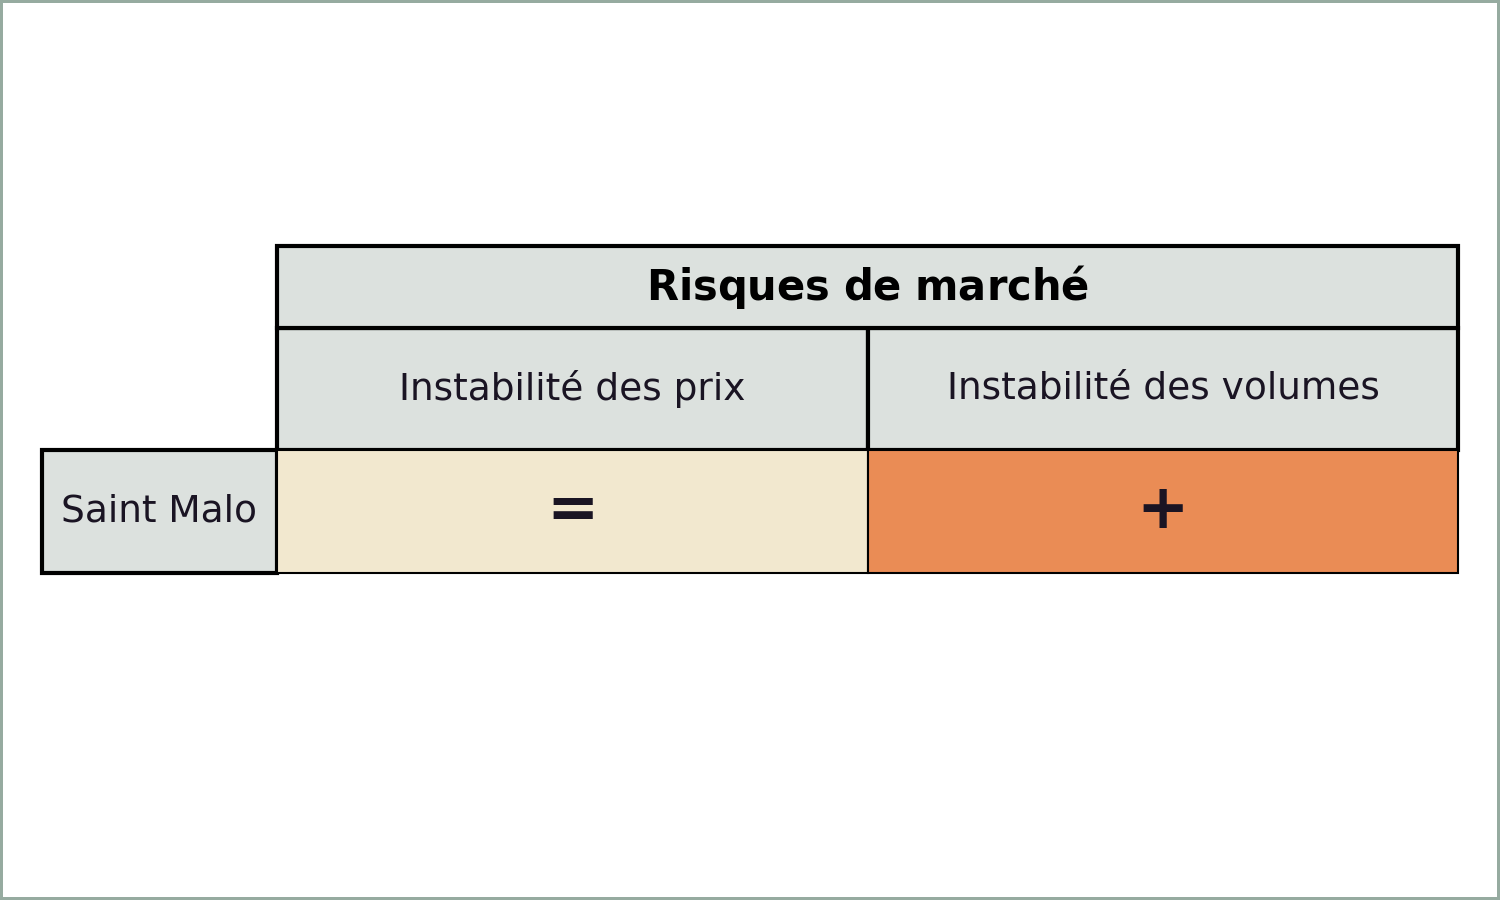 Risques de marché
Instabilité des prix
Instabilité des volumes
Saint Malo
=
+